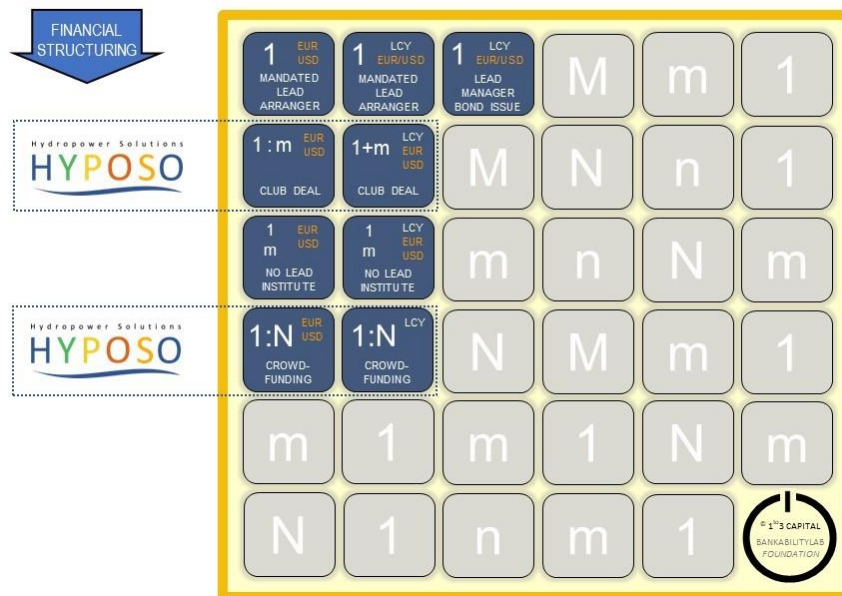 FINANCIAL
STRUCTURING
1 EUR
USD
MANDATED
LEAD
ARRANGER
1 LCY
EUR/USD
MANDATED
LEAD
ARRANGER
1 LCY
EUR/USD
LEAD
MANAGER
BOND ISSUE
M m 1
Hydropower Solutions
HYPOSO
1:m EUR
USD
CLUB DEAL
1+m LCY
EUR
USD
CLUB DEAL
M N n 1
1 EUR
m USD
NO LEAD
INSTITUTE
1 LCY
m EUR
USD
NO LEAD
INSTITUTE
m n N m
Hydropower Solutions
HYPOSO
1:N EUR
USD
CROWD-
FUNDING
1:N LCY
CROWD-
FUNDING
N M m 1
m 1 m 1 N m
N 1 n m 1
© 1to3 CAPITAL
BANKABILITYLAB
FOUNDATION